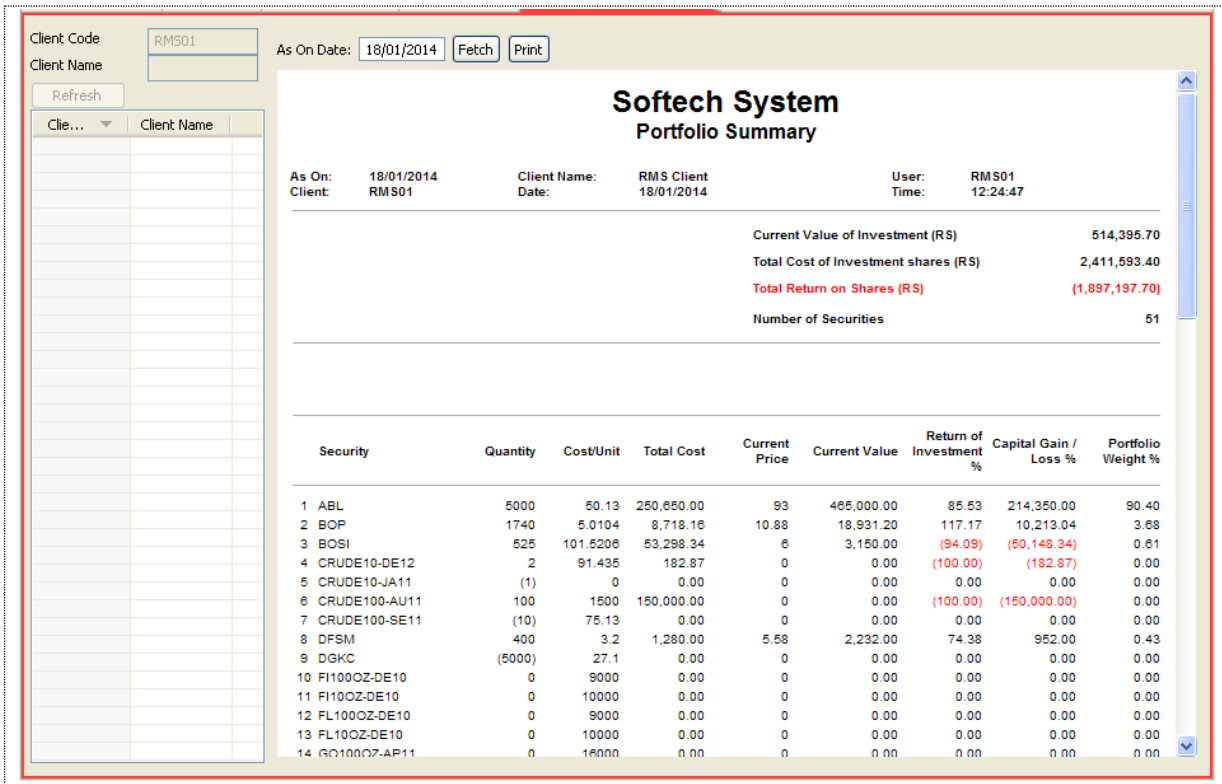 Client Code RMS01
Client Name
Refresh
Clie... Client Name
As On Date: 18/01/2014 Fetch Print
Softech System
Portfolio Summary
As On: 18/01/2014 Client Name: RMS Client User: RMS01
Client: RMS01 Date: 18/01/2014 Time: 12:24:47
Current Value of Investment (RS) 514,395.70
Total Cost of Investment shares (RS) 2,411,593.40
Total Return on Shares (RS) (1,897,197.70)
Number of Securities 51
Security Quantity Cost/Unit Total Cost Current Price Current Value Return of Investment % Capital Gain / Loss % Portfolio Weight %
1 ABL 5000 50.13 250,650.00 93 465,000.00 85.53 214,350.00 90.40
2 BOP 1740 5.0104 8,718.16 10.88 18,931.20 117.17 10,213.04 3.68
3 BOSI 525 101.5206 53,298.34 6 3,150.00 (94.09) (50,148.34) 0.61
4 CRUDE10-DE12 2 91.435 182.87 0 0.00 (100.00) (182.87) 0.00
5 CRUDE10-JA11 (1) 0 0.00 0 0.00 0.00 0.00 0.00
6 CRUDE100-AU11 100 1500 150,000.00 0 0.00 (100.00) (150,000.00) 0.00
7 CRUDE100-SE11 (10) 75.13 0.00 0 0.00 0.00 0.00 0.00
8 DFSM 400 3.2 1,280.00 5.58 2,232.00 74.38 952.00 0.43
9 DGKC (5000) 27.1 0.00 0 0.00 0.00 0.00 0.00
10 FI100OZ-DE10 0 9000 0.00 0 0.00 0.00 0.00 0.00
11 FI10OZ-DE10 0 10000 0.00 0 0.00 0.00 0.00 0.00
12 FL100OZ-DE10 0 9000 0.00 0 0.00 0.00 0.00 0.00
13 FL10OZ-DE10 0 10000 0.00 0 0.00 0.00 0.00 0.00
14 GO100OZ-AP11 0 16000 0.00 0 0.00 0.00 0.00 0.00